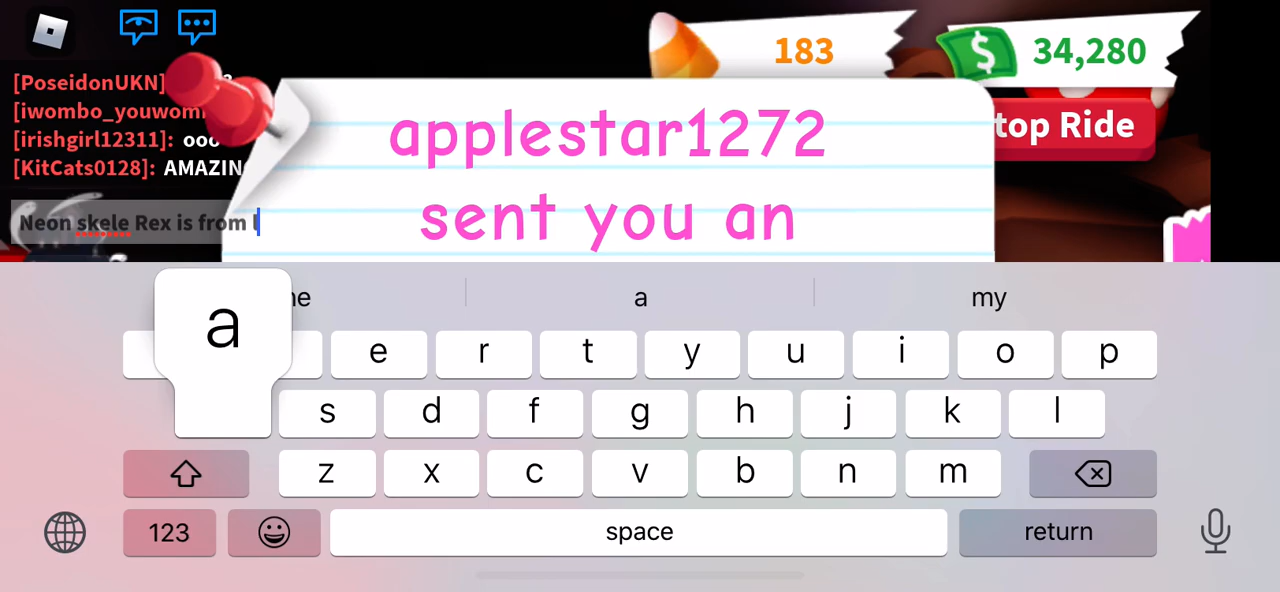 183
34,280
[PoseidonUKN]
[iwombo_youwom
[irishgirl12311]: ooo
[KitCats0128]: AMAZIN
applestar1272
sent you an
top Ride
Neon skele Rex is from l
a my
a
e r t y u i o p
s d f g h j k l
z x c v b n m
123 space return